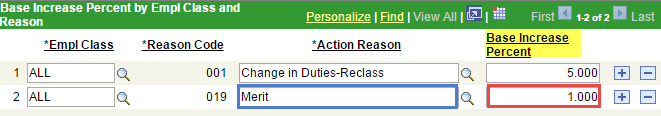 Base Increase Percent by Empl Class and Reason Personalize | Find | View All | | First 1-2 of 2 Last
*Empl Class *Reason Code *Action Reason Base Increase Percent
1 ALL 001 Change in Duties-Reclass 5.000
2 ALL 019 Merit 1.000